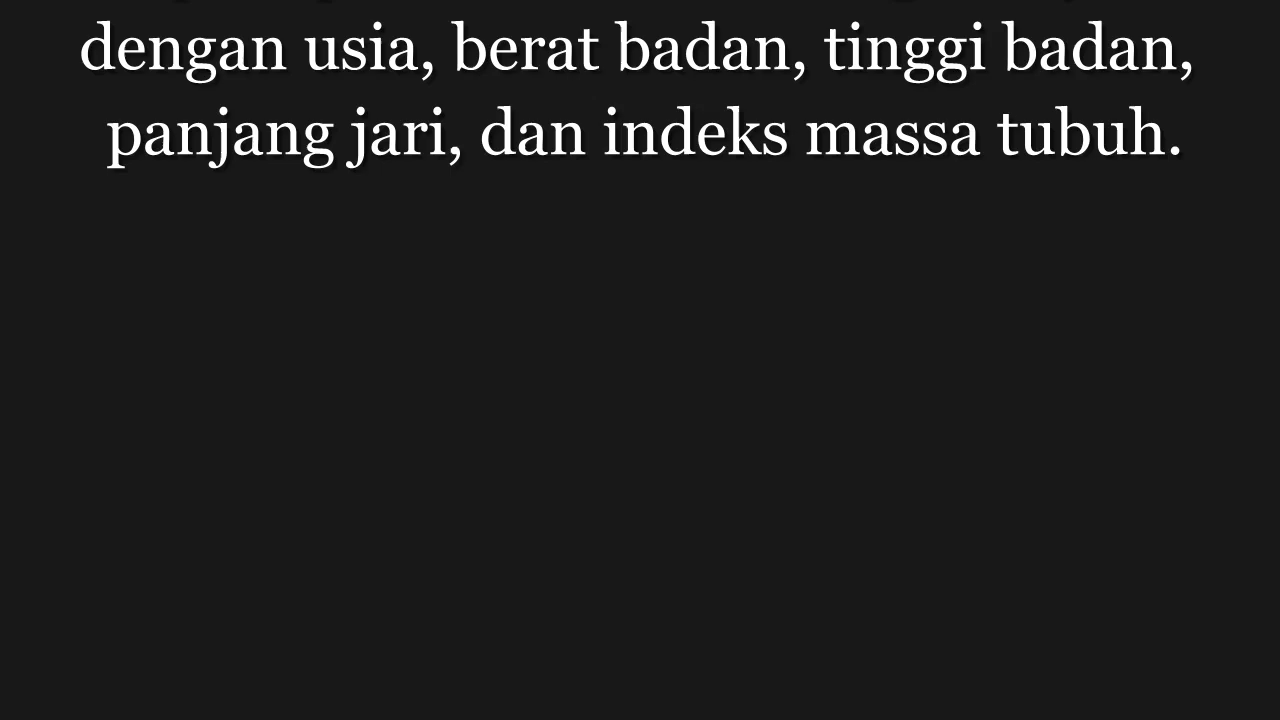 dengan usia, berat badan, tinggi badan,
panjang jari, dan indeks massa tubuh.